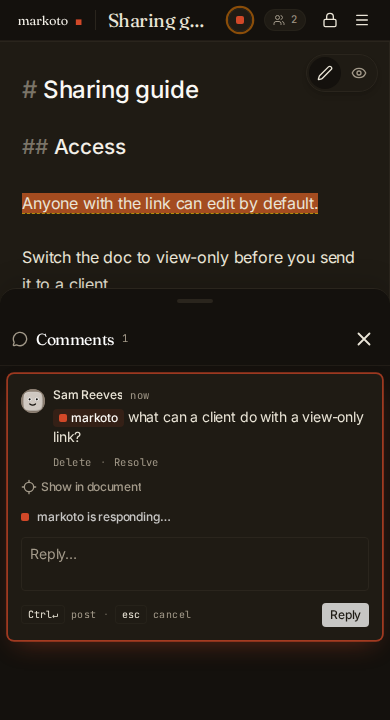 markoto
Sharing g...
2
# Sharing guide
## Access
Anyone with the link can edit by default.
Switch the doc to view-only before you send
it to a client
Comments 1
Sam Reeves now
markoto what can a client do with a view-only
link?
Delete · Resolve
Show in document
markoto is responding...
Reply...
Ctrl↵ post · esc cancel
Reply